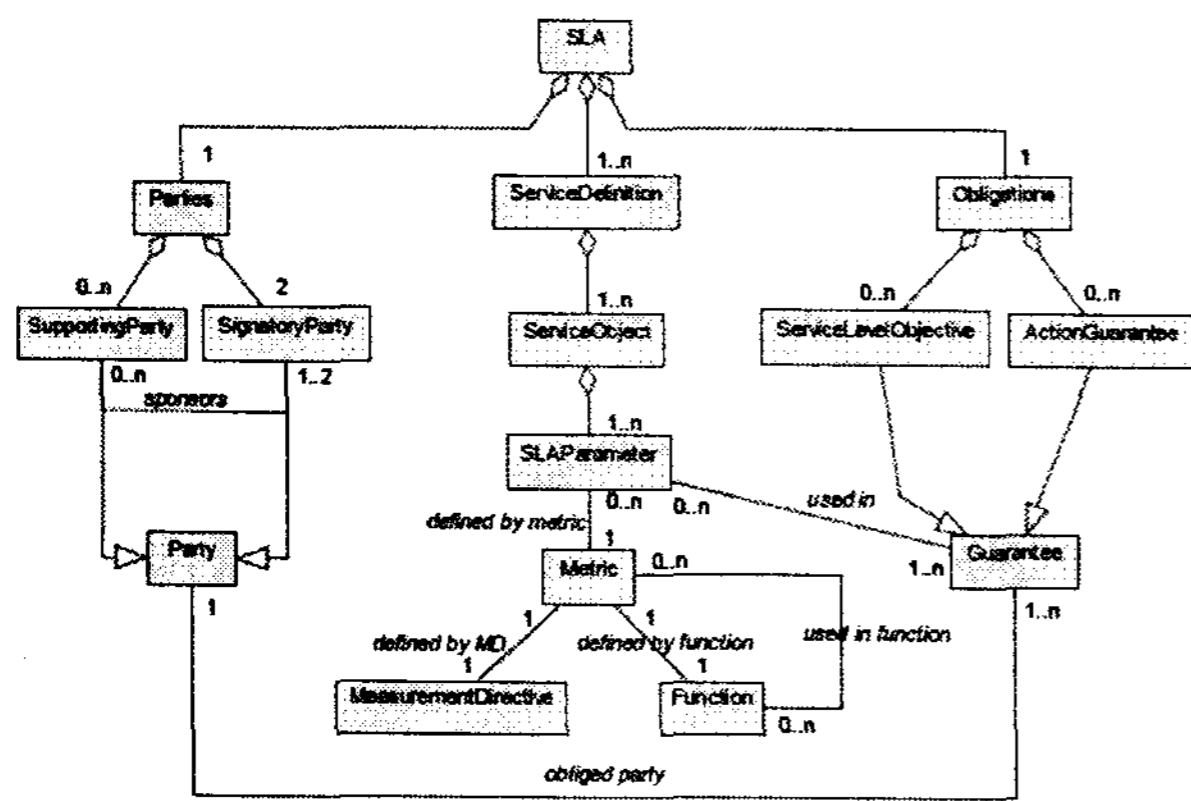 SLA
1
1..n
1
Parties
ServiceDefinition
Obligations
0..n
2
1..n
0..n
0..n
SupportingParty
SignatoryParty
ServiceObject
ServiceLevelObjective
ActionGuarantee
0..n
1..2
sponsors
1..n
SLAParameter
0..n
0..n
used in
defined by metric
1
Party
Metric
0..n
Guarantee
1..n
1
1
1
1..n
defined by MD
defined by function
used in function
1
1
MeasurementDirective
Function
0..n
obliged party